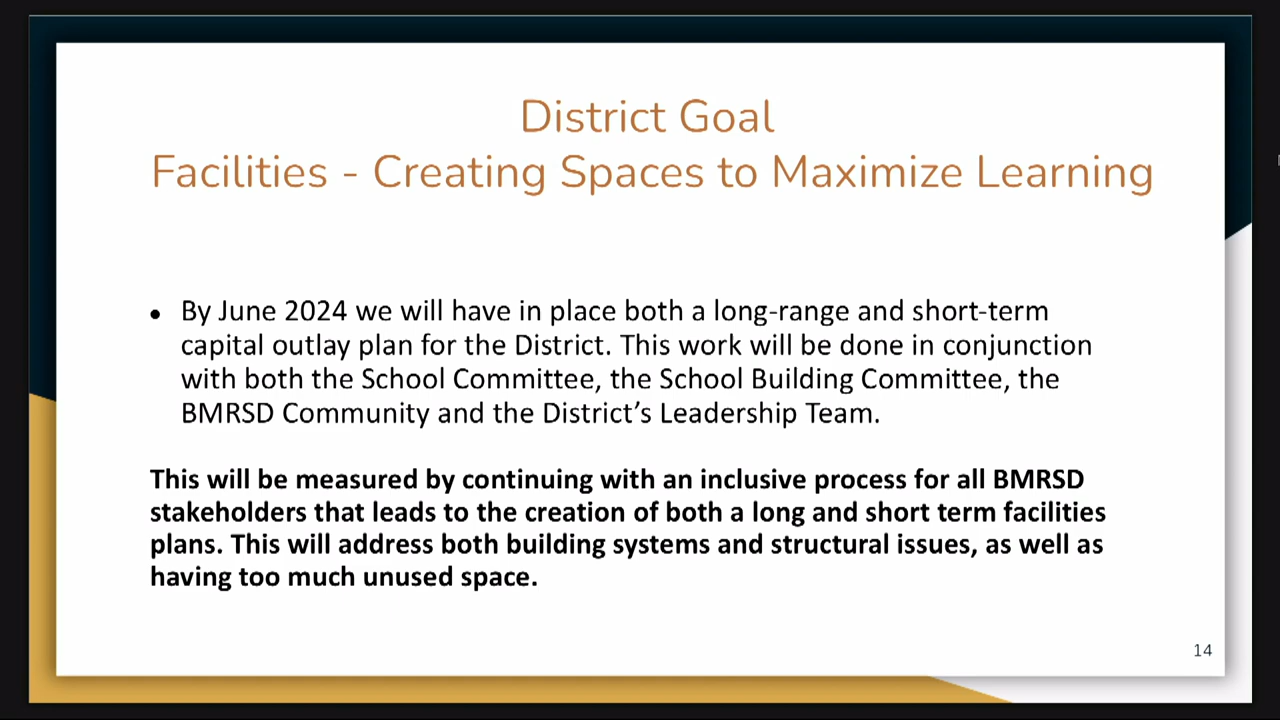 District Goal
Facilities - Creating Spaces to Maximize Learning
• By June 2024 we will have in place both a long-range and short-term
capital outlay plan for the District. This work will be done in conjunction
with both the School Committee, the School Building Committee, the
BMRSD Community and the District’s Leadership Team.
This will be measured by continuing with an inclusive process for all BMRSD
stakeholders that leads to the creation of both a long and short term facilities
plans. This will address both building systems and structural issues, as well as
having too much unused space.
14